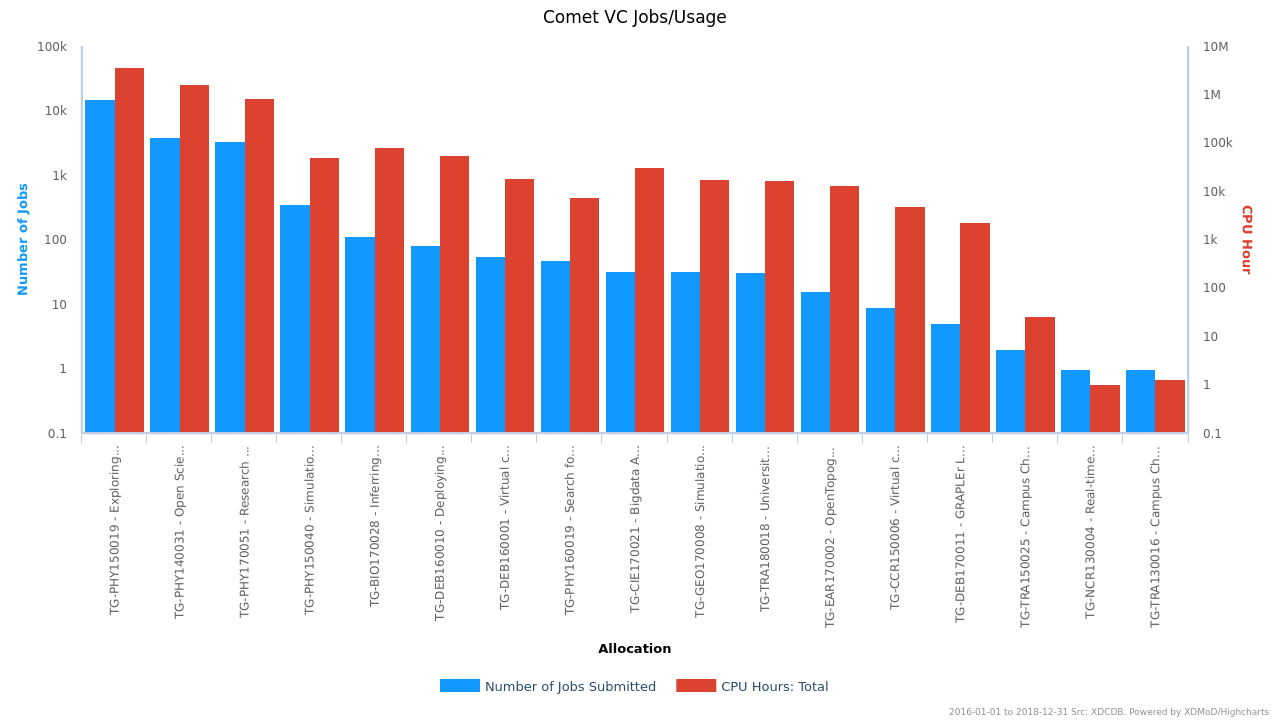 Comet VC Jobs/Usage
100k
10k
1k
100
10
1
0.1
Number of Jobs
10M
1M
100k
10k
1k
100
10
1
0.1
CPU Hour
TG-PHY150019 - Exploring...
TG-PHY140031 - Open Scie...
TG-PHY170051 - Research ...
TG-PHY150040 - Simulatio...
TG-BIO170028 - Inferring...
TG-DEB160010 - Deploying...
TG-DEB160001 - Virtual c...
TG-PHY160019 - Search fo...
TG-CIE170021 - Bigdata A...
TG-GEO170008 - Simulatio...
TG-TRA180018 - Universit...
TG-EAR170002 - OpenTopog...
TG-CCR150006 - Virtual c...
TG-DEB170011 - GRAPLEr L...
TG-TRA150025 - Campus Ch...
TG-NCR130004 - Real-time...
TG-TRA130016 - Campus Ch...
Allocation
Number of Jobs Submitted
CPU Hours: Total
2016-01-01 to 2018-12-31 Src: XDCDB. Powered by XDMoD/Highcharts